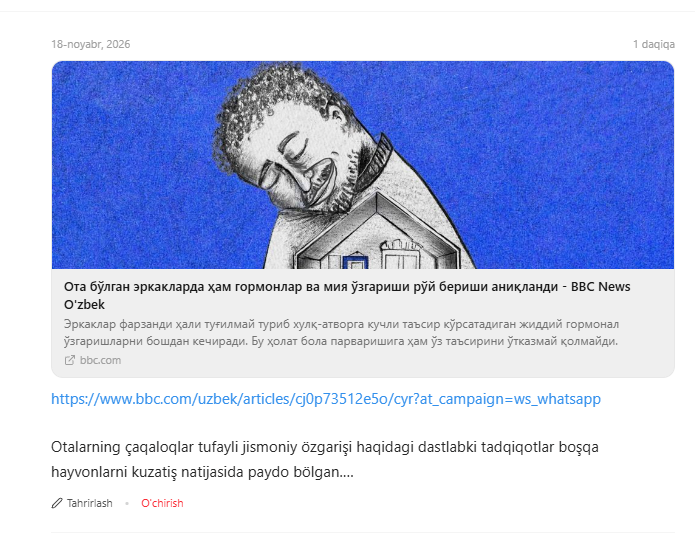 18-noyabr, 2026
1 daqiqa
Ота бўлган эркакларда ҳам гормонлар ва мия ўзгариши рўй бериши аниқланди - BBC News
O'zbek
Эркаклар фарзанди ҳали туғилмай туриб хулқ-атворга кучли таъсир кўрсатадиган жиддий гормонал
ўзгаришларни бошдан кечиради. Бу ҳолат бола парваришига ҳам ўз таъсирини ўтказмай қолмайди.
bbc.com
https://www.bbc.com/uzbek/articles/cj0p73512e5o/cyr?at_campaign=ws_whatsapp
Otalarning çaqaloqlar tufayli jismoniy özgarişi haqidagi dastlabki tadqiqotlar boşqa
hayvonlarni kuzatiş natijasida paydo bölgan....
Tahrirlash
O'chirish